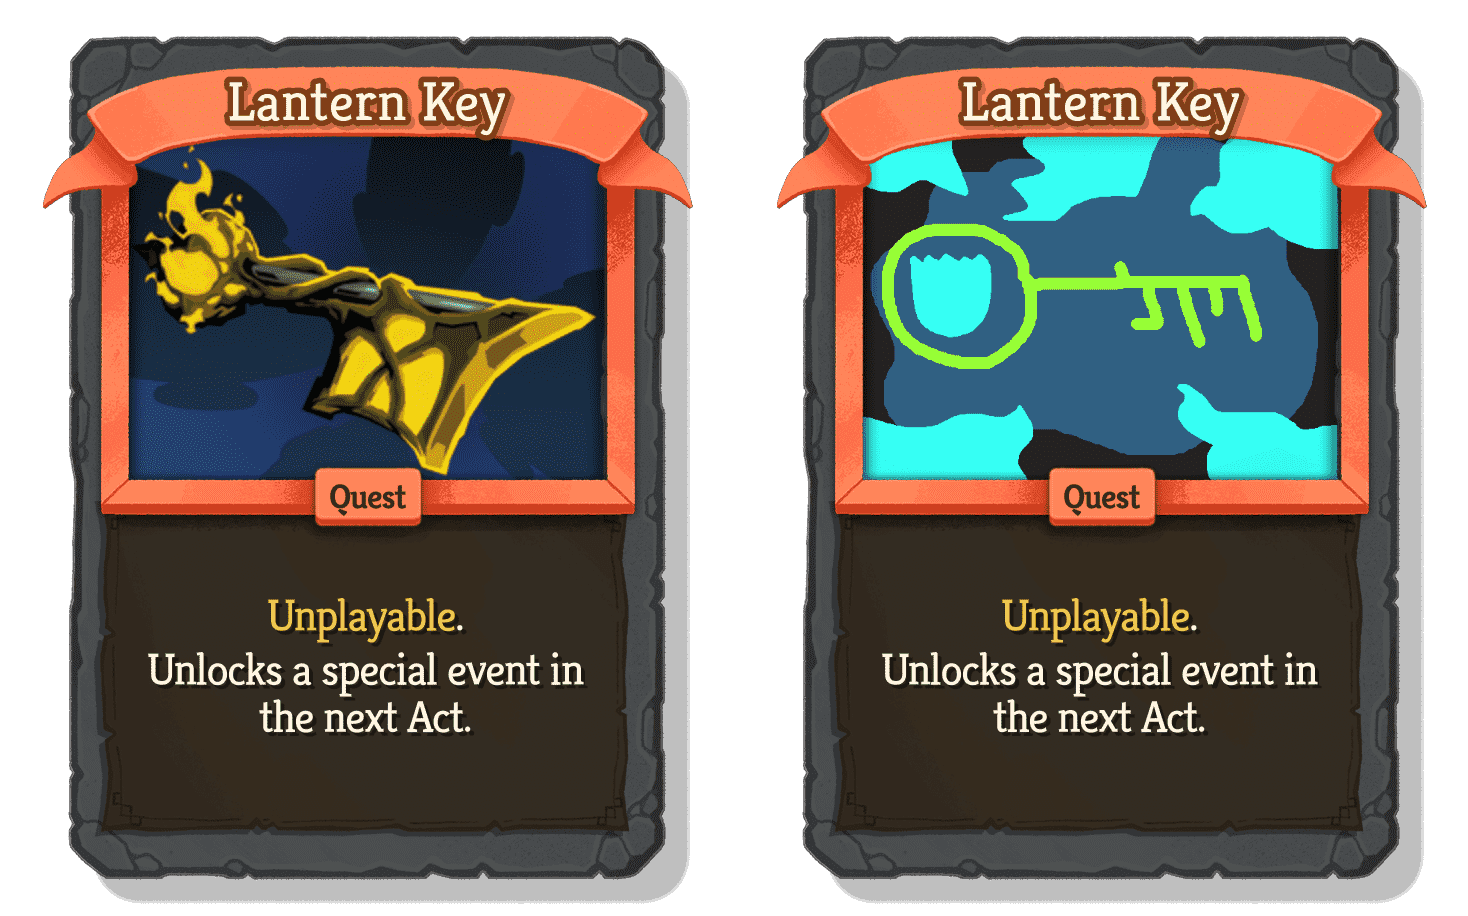 Lantern Key
Quest
Unplayable.
Unlocks a special event in
the next Act.
Lantern Key
Quest
Unplayable.
Unlocks a special event in
the next Act.